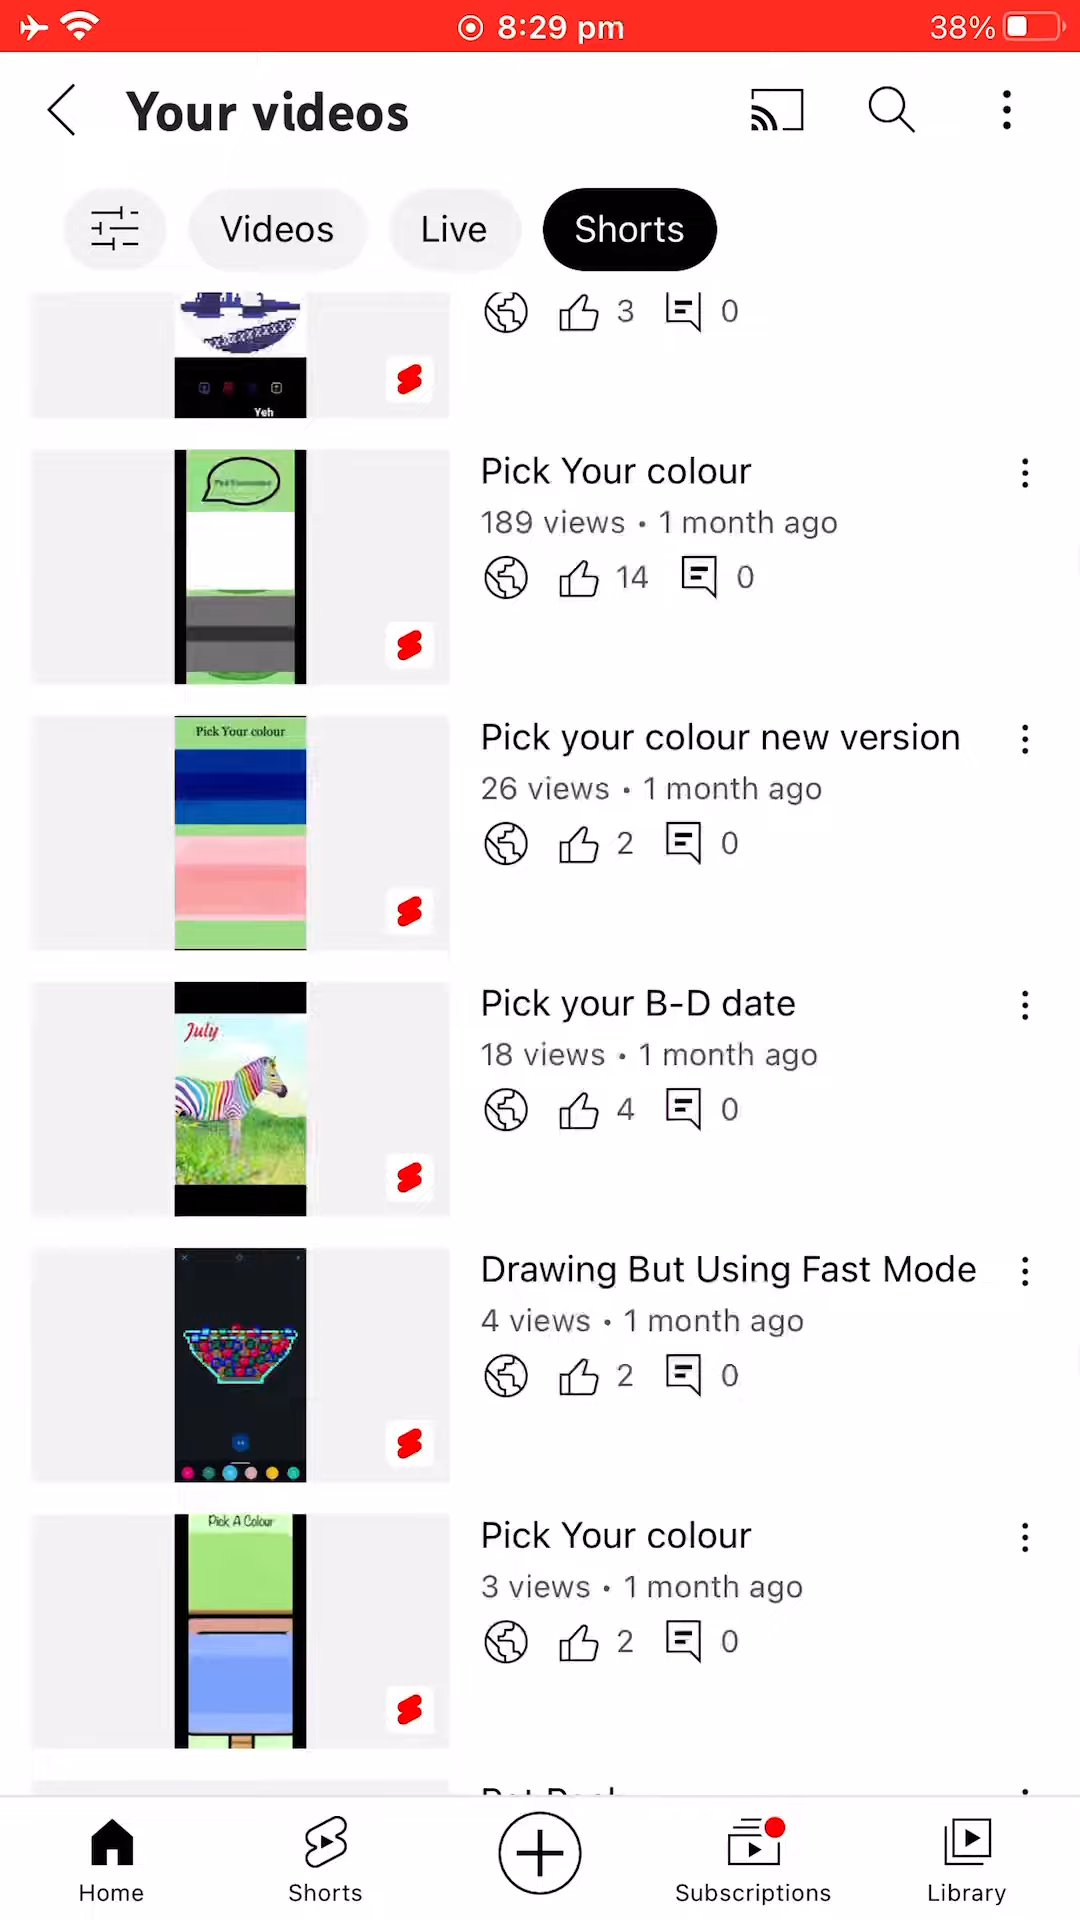 8:29 pm
38%
Your videos
Videos
Live
Shorts
3
0
Yeh
Pick Your colour
189 views • 1 month ago
14
0
Pick Your colour
Pick your colour new version
26 views • 1 month ago
2
0
July
Pick your B-D date
18 views • 1 month ago
4
0
Drawing But Using Fast Mode
4 views • 1 month ago
2
0
Pick A Colour
Pick Your colour
3 views • 1 month ago
2
0
Home
Shorts
Subscriptions
Library